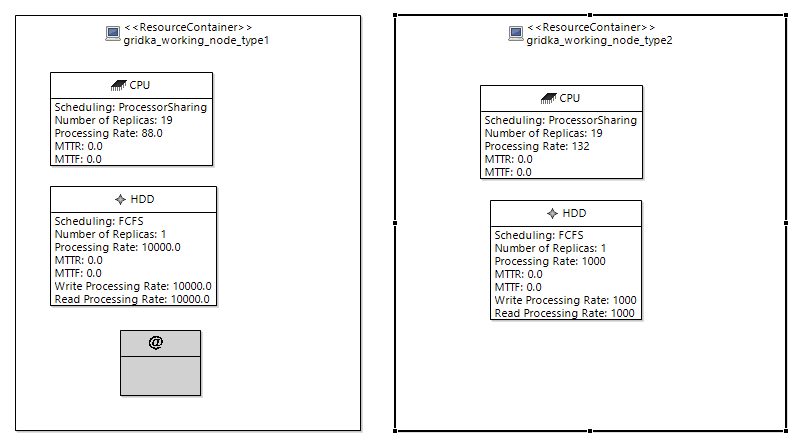 <<ResourceContainer>>
gridka_working_node_type1
CPU
Scheduling: ProcessorSharing
Number of Replicas: 19
Processing Rate: 88.0
MTTR: 0.0
MTTF: 0.0
HDD
Scheduling: FCFS
Number of Replicas: 1
Processing Rate: 10000.0
MTTR: 0.0
MTTF: 0.0
Write Processing Rate: 10000.0
Read Processing Rate: 10000.0
@
<<ResourceContainer>>
gridka_working_node_type2
CPU
Scheduling: ProcessorSharing
Number of Replicas: 19
Processing Rate: 132
MTTR: 0.0
MTTF: 0.0
HDD
Scheduling: FCFS
Number of Replicas: 1
Processing Rate: 1000
MTTR: 0.0
MTTF: 0.0
Write Processing Rate: 1000
Read Processing Rate: 1000